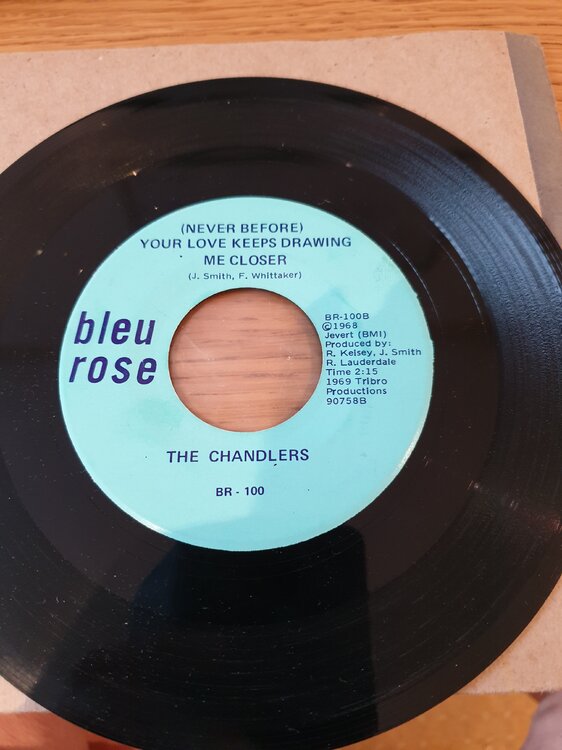 (NEVER BEFORE)
YOUR LOVE KEEPS DRAWING
ME CLOSER
(J. Smith, F. Whittaker)
bleu
rose
BR-100B
©1968
Jevert (BMI)
Produced by:
R. Kelsey, J. Smith
R. Lauderdale
Time 2:15
1969 Tribro
Productions
90758B
THE CHANDLERS
BR - 100